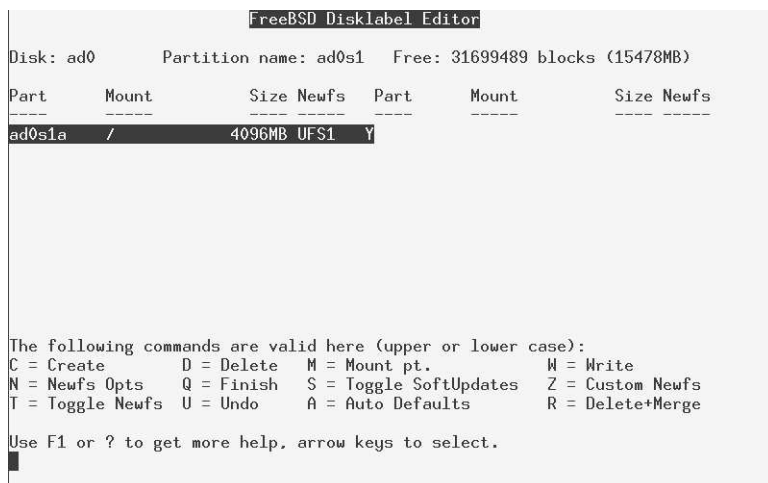 FreeBSD Disklabel Editor
Disk: ad0 Partition name: ad0s1 Free: 31699489 blocks (15478MB)
Part Mount Size Newfs Part Mount Size Newfs
---- ----- ---- ----- ---- ----- ---- -----
ad0s1a / 4096MB UFS1 Y
The following commands are valid here (upper or lower case):
C = Create D = Delete M = Mount pt. W = Write
N = Newfs Opts Q = Finish S = Toggle SoftUpdates Z = Custom Newfs
T = Toggle Newfs U = Undo A = Auto Defaults R = Delete+Merge
Use F1 or ? to get more help, arrow keys to select.